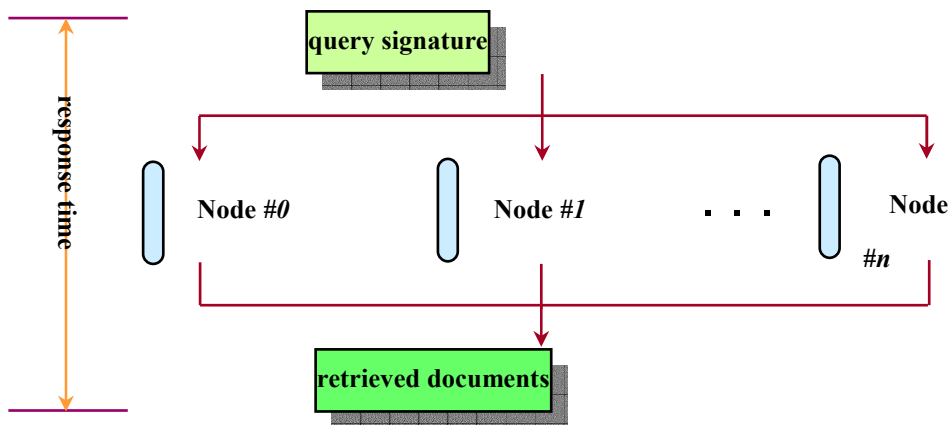 query signature
response time
Node #0
Node #1
. . .
Node
#n
retrieved documents